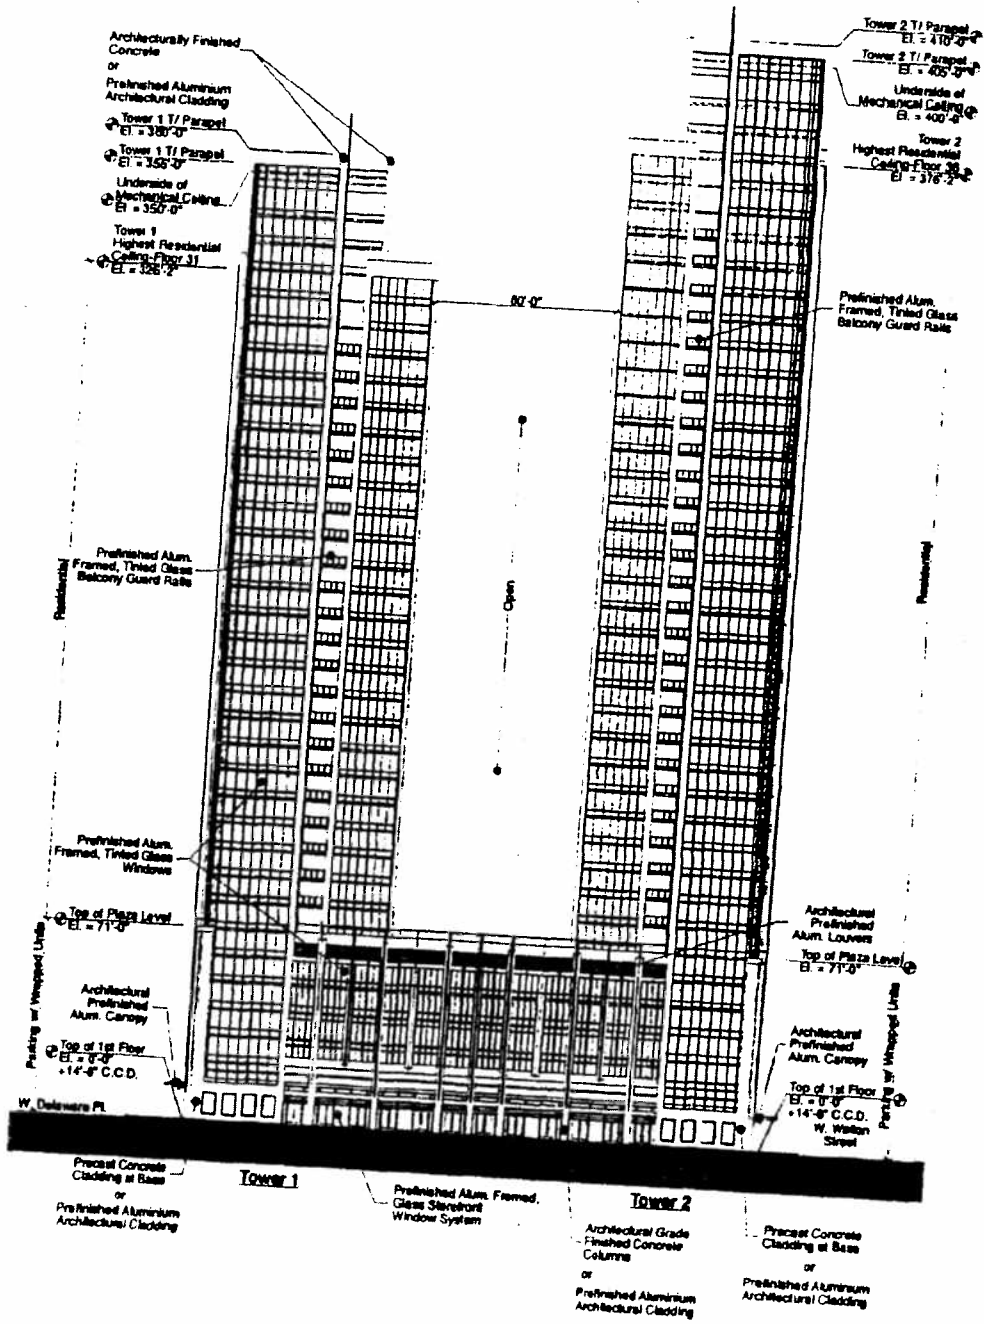 Architecturally Finished
Concrete
or
Prefinished Aluminium
Architectural Cladding
Tower 1 T/ Parapet
El. = 360'-0"
Tower 1 T/ Parapet
El. = 355'-0"
Underside of
Mechanical Ceiling
El = 350'-0"
Tower 1
Highest Residential
Ceiling-Floor 31
El. = 326'-2"
Tower 2 T/ Parapet
El. = 410'-0"
Tower 2 T/ Parapet
El. = 405'-0"
Underside of
Mechanical Ceiling
El. = 400'-6"
Tower 2
Highest Residential
Ceiling-Floor 36
El = 376'-2"
60'-0"
Prefinished Alum.
Framed, Tinted Glass
Balcony Guard Rails
Prefinished Alum.
Framed, Tinted Glass
Balcony Guard Rails
Residential
Open
Residential
Prefinished Alum.
Framed, Tinted Glass
Windows
Top of Plaza Level
El. = 71'-0"
Architectural
Prefinished
Alum. Louvers
Top of Plaza Level
El. = 71'-0"
Parking w/ Wrapped Units
Parking w/ Wrapped Units
Architectural
Prefinished
Alum. Canopy
Top of 1st Floor
El. = 0'-0"
+14'-6" C.C.D.
W. Delaware Pl.
Architectural
Prefinished
Alum. Canopy
Top of 1st Floor
El. = 0'-0"
+14'-6" C.C.D.
W. Walton
Street
Precast Concrete
Cladding at Base
or
Prefinished Aluminium
Architectural Cladding
Tower 1
Prefinished Alum. Framed,
Glass Storefront
Window System
Tower 2
Architectural Grade
Finished Concrete
Columns
or
Prefinished Aluminium
Architectural Cladding
Precast Concrete
Cladding at Base
or
Prefinished Aluminium
Architectural Cladding